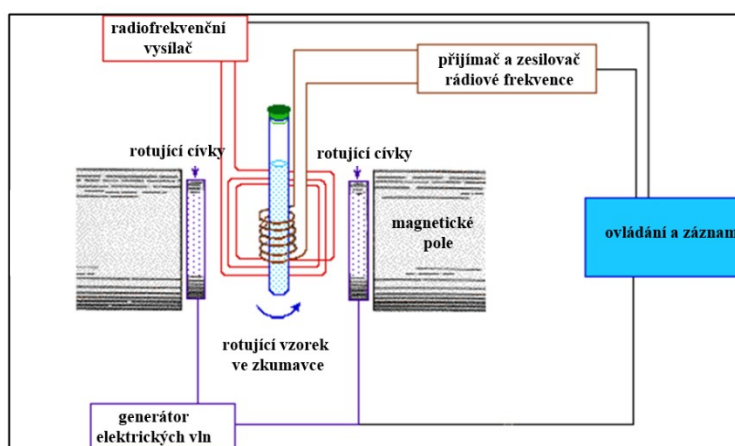 radiofrekvenční
vysílač
přijímač a zesilovač
rádiové frekvence
rotující cívky
rotující cívky
magnetické
pole
ovládání a záznam
rotující vzorek
ve zkumavce
generátor
elektrických vln